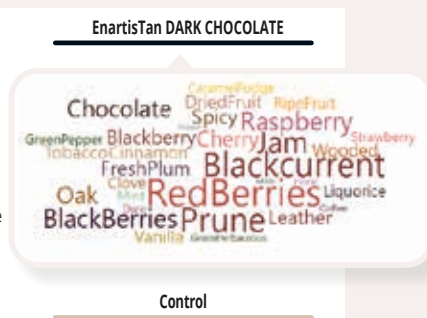 EnartisTan DARK CHOCOLATE
CaramelFudge
Chocolate DriedFruit RipeFruit
Spicy Raspberry
GreenPepper Blackberry Cherry Jam Strawberry
TobaccoCinnamon Wooded
FreshPlum Blackcurrent
Clove
Oak Mint RedBerries Liquorice
BlackBerries Prune Leather
Vanilla
Control